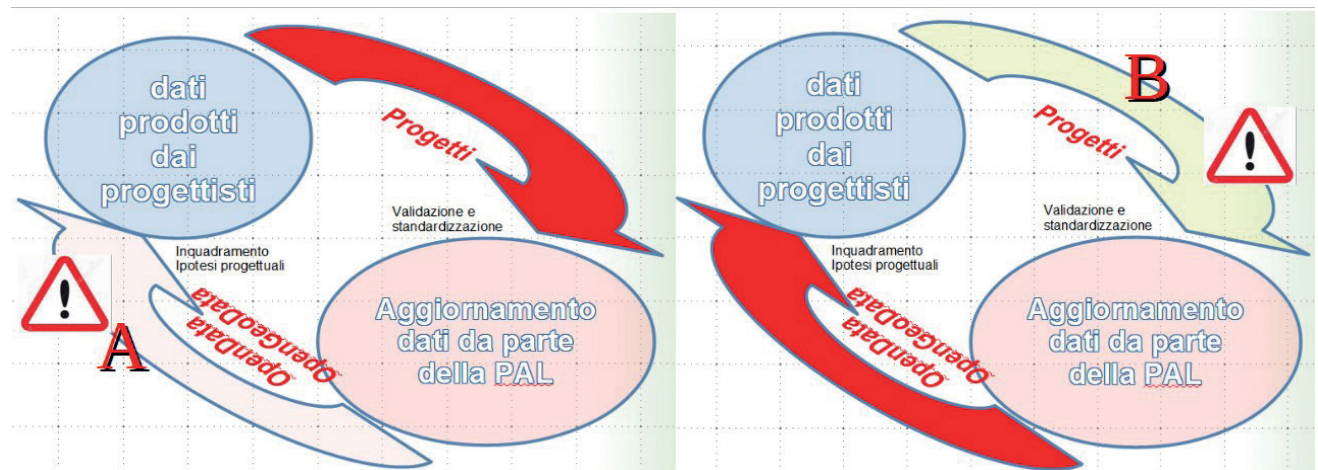 dati
prodotti
dai
progettisti
Progetti
Validazione e
standardizzazione
Inquadramento
Ipotesi progettuali
OpenData
OpenGeoData
A
Aggiornamento
dati da parte
della PAL
dati
prodotti
dai
progettisti
B
Progetti
Validazione e
standardizzazione
Inquadramento
Ipotesi progettuali
OpenData
OpenGeoData
Aggiornamento
dati da parte
della PAL